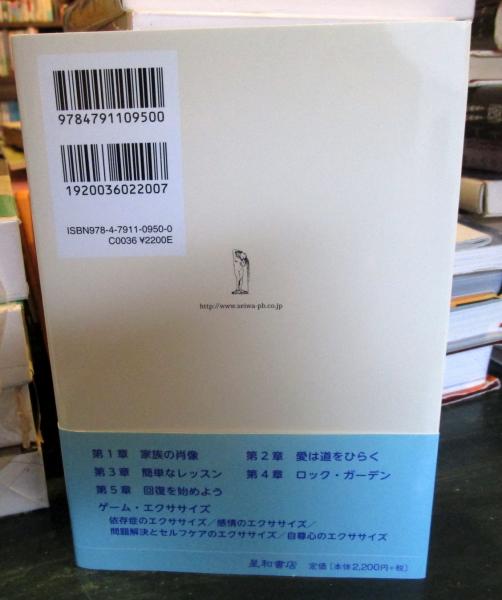 9784791109500
1920036022007
ISBN978-4-7911-0950-0
C0036 ¥2200E
http://www.seiwa-pb.co.jp
第1章 家族の肖像 第2章 愛は道をひらく
第3章 簡単なレッスン 第4章 ロック・ガーデン
第5章 回復を始めよう
ゲーム・エクササイズ
依存症のエクササイズ/感情のエクササイズ/
問題解決とセルフケアのエクササイズ/自尊心のエクササイズ
星和書店 定価[本体2,200円+税]